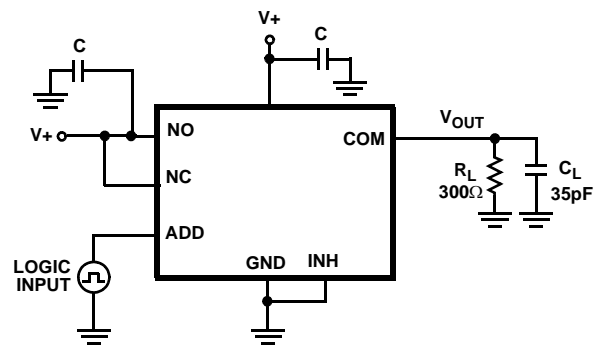 V+
C
C
V+
NO
NC
ADD
COM
VOUT
RL
300Ω
CL
35pF
LOGIC
INPUT
GND
INH